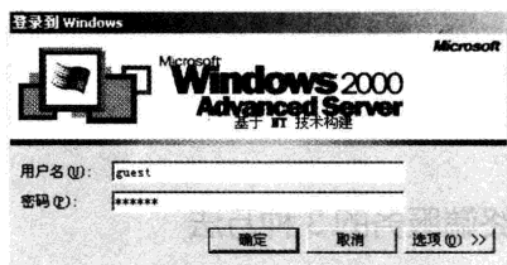 登录到 Windows
Microsoft
Microsoft
Windows 2000
Advanced Server
基于 NT 技术构建
用户名(U): guest
密码(P): ******
确定 取消 选项(O) >>